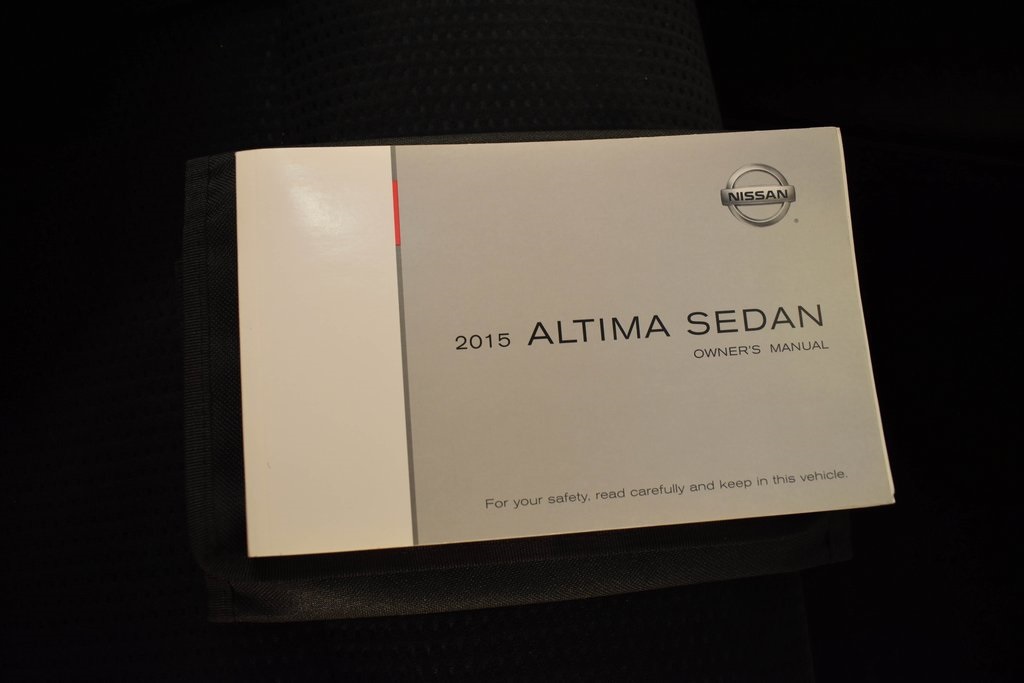 NISSAN
2015 ALTIMA SEDAN
OWNER'S MANUAL
For your safety, read carefully and keep in this vehicle.